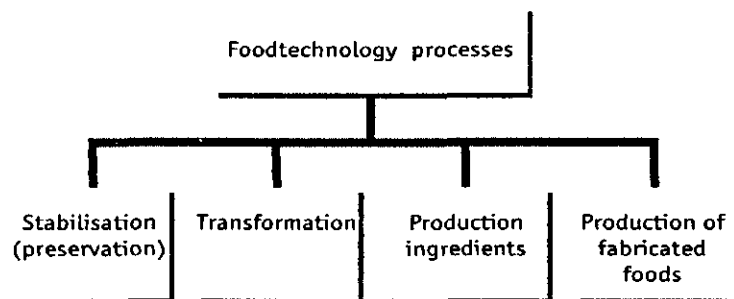 Foodtechnology processes
Stabilisation
(preservation)
Transformation
Production
ingredients
Production of
fabricated
foods